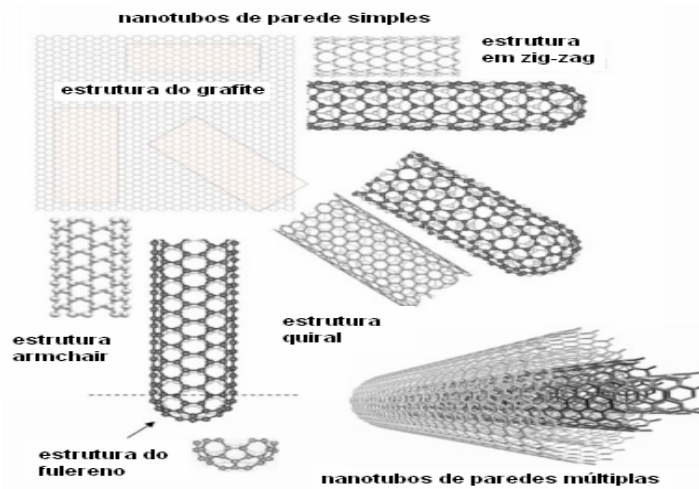 nanotubos de parede simples
estrutura
em zig-zag
estrutura do grafite
estrutura
armchair
estrutura
quiral
estrutura do
fulereno
nanotubos de paredes múltiplas